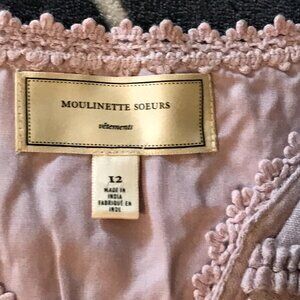 MOULINETTE SOEURS
vêtements
12
MADE IN
INDIA
FABRIQUÉ EN
INDE